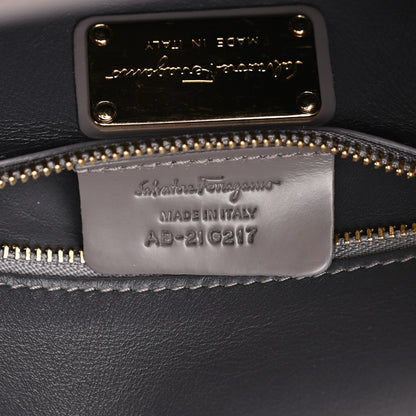 Salvatore Ferragamo
MADE IN ITALY
Salvatore Ferragamo
MADE IN ITALY
AB-21 G217